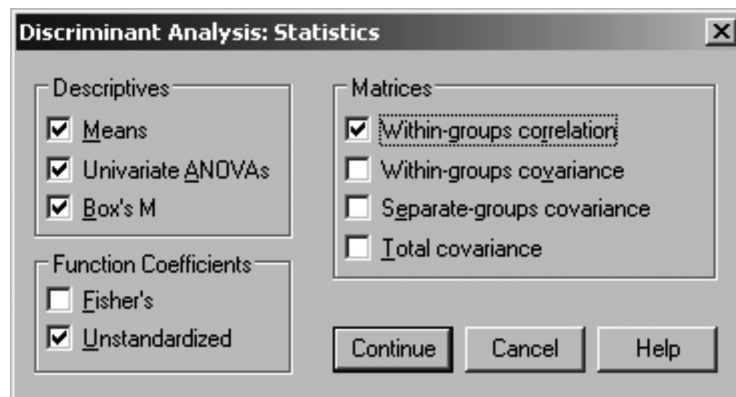 Discriminant Analysis: Statistics
Descriptives
Means
Univariate ANOVAs
Box's M
Function Coefficients
Fisher's
Unstandardized
Matrices
Within-groups correlation
Within-groups covariance
Separate-groups covariance
Total covariance
Continue
Cancel
Help